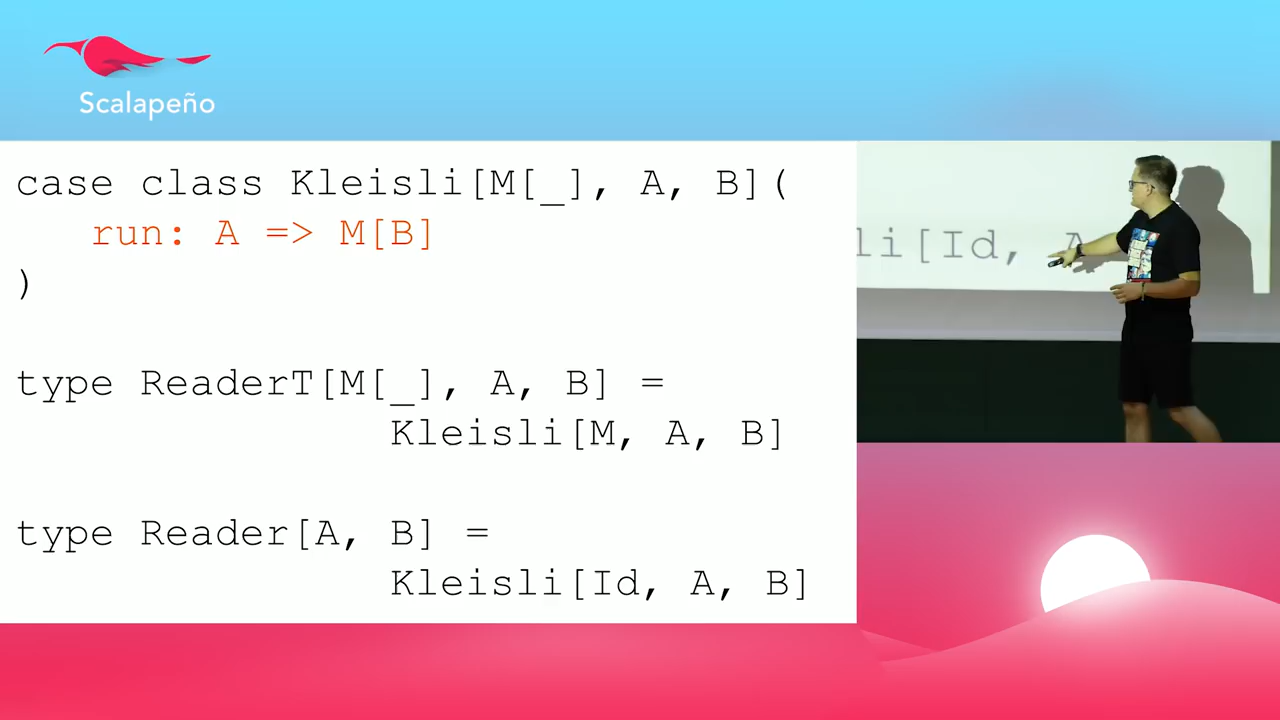 Scalapeño
case class Kleisli[M[_], A, B](
run: A => M[B]
)
type ReaderT[M[_], A, B] =
Kleisli[M, A, B]
type Reader[A, B] =
Kleisli[Id, A, B]
li[Id, A